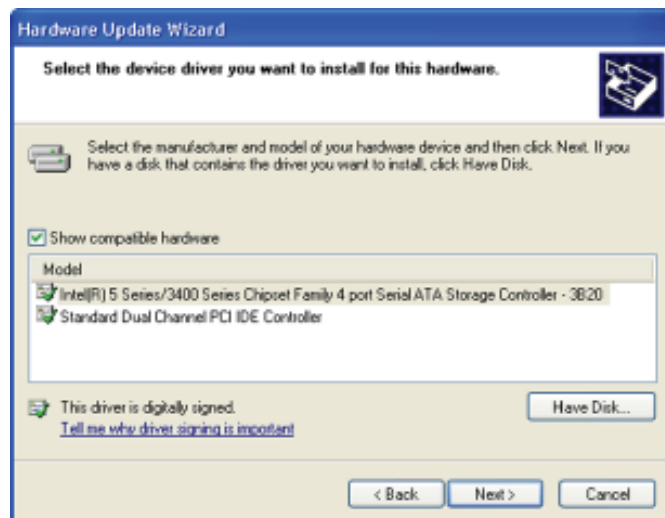 Hardware Update Wizard
Select the device driver you want to install for this hardware.
Select the manufacturer and model of your hardware device and then click Next. If you
have a disk that contains the driver you want to install, click Have Disk.
Show compatible hardware
Model
Intel(R) 5 Series/3400 Series Chipset Family 4 port Serial ATA Storage Controller - 3B20
Standard Dual Channel PCI IDE Controller
This driver is digitally signed.
Have Disk...
Tell me why driver signing is important
< Back
Next >
Cancel